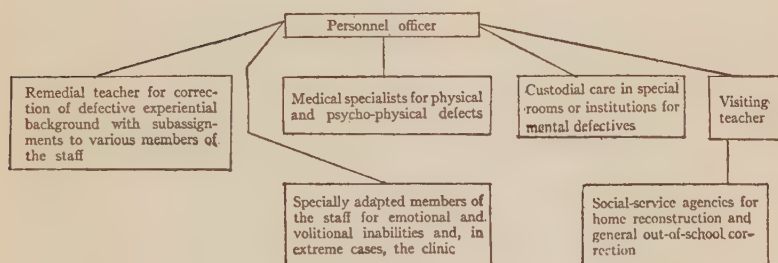 Personnel officer
Remedial teacher for correc-
tion of defective experiential
background with subassign-
ments to various members of
the staff
Medical specialists for physical
and psycho-physical defects
Custodial care in special
rooms or institutions for
mental defectives
Visiting
teacher
Specially adapted members of
the staff for emotional and
volitional inabilities and, in
extreme cases, the clinic
Social-service agencies for
home reconstruction and
general out-of-school cor-
rection